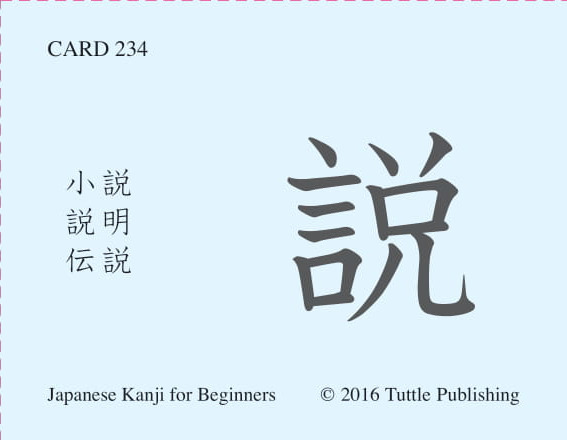 CARD 234
小説
説明
伝説
説
Japanese Kanji for Beginners © 2016 Tuttle Publishing